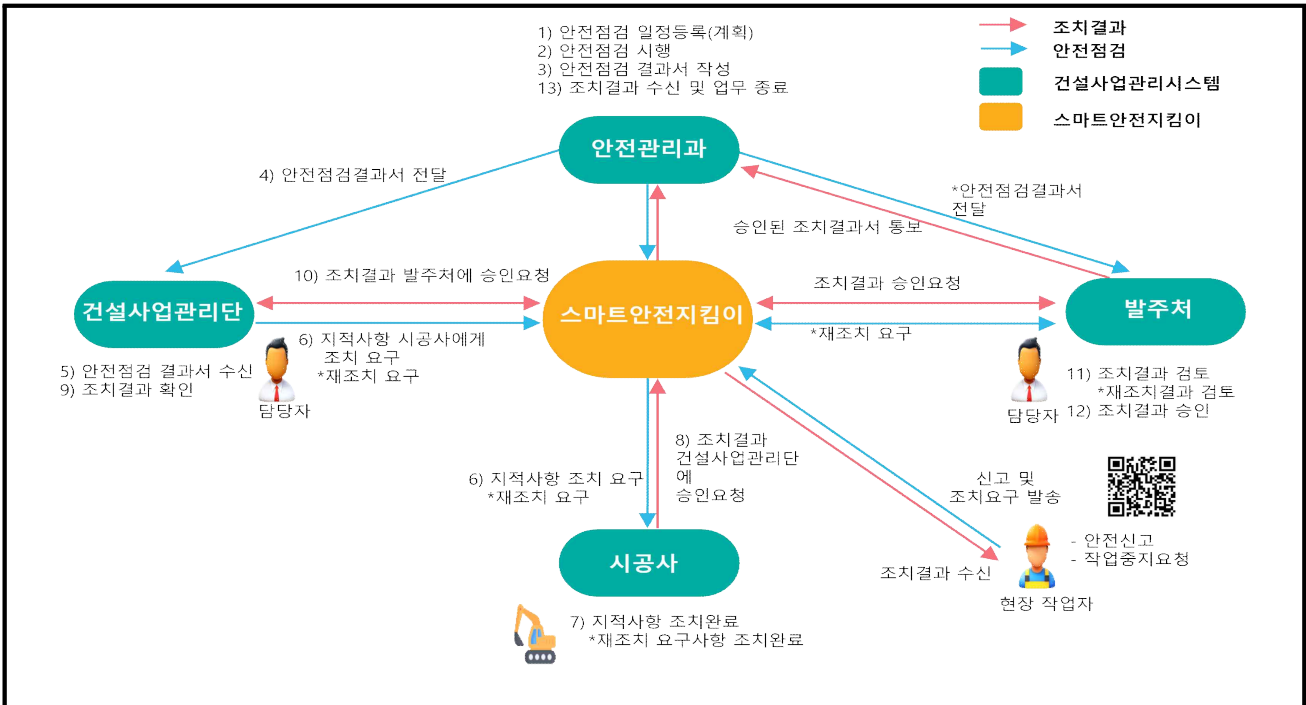 1) 안전점검 일정등록(계획)
2) 안전점검 시행
3) 안전점검 결과서 작성
13) 조치결과 수신 및 업무 종료
조치결과
안전점검
건설사업관리시스템
스마트안전지킴이
안전관리과
4) 안전점검결과서 전달
*안전점검결과서
전달
승인된 조치결과서 통보
10) 조치결과 발주처에 승인요청
조치결과 승인요청
건설사업관리단
스마트안전지킴이
발주처
6) 지적사항 시공사에게
조치 요구
*재조치 요구
*재조치 요구
5) 안전점검 결과서 수신
9) 조치결과 확인
담당자
담당자
11) 조치결과 검토
*재조치결과 검토
12) 조치결과 승인
6) 지적사항 조치 요구
*재조치 요구
8) 조치결과
건설사업관리단
에
승인요청
신고 및
조치요구 발송
- 안전신고
- 작업중지요청
조치결과 수신
현장 작업자
시공사
7) 지적사항 조치완료
*재조치 요구사항 조치완료